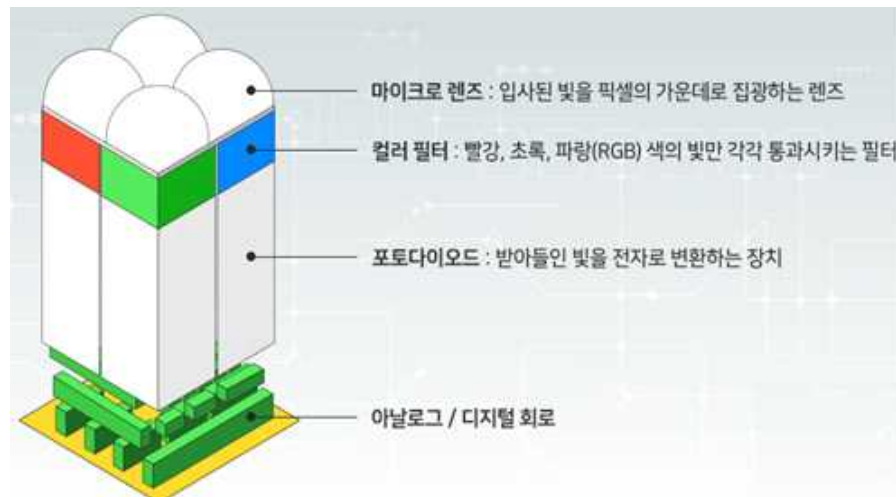 마이크로 렌즈 : 입사된 빛을 픽셀의 가운데로 집광하는 렌즈
컬러 필터 : 빨강, 초록, 파랑(RGB) 색의 빛만 각각 통과시키는 필터
포토다이오드 : 받아들인 빛을 전자로 변환하는 장치
아날로그 / 디지털 회로